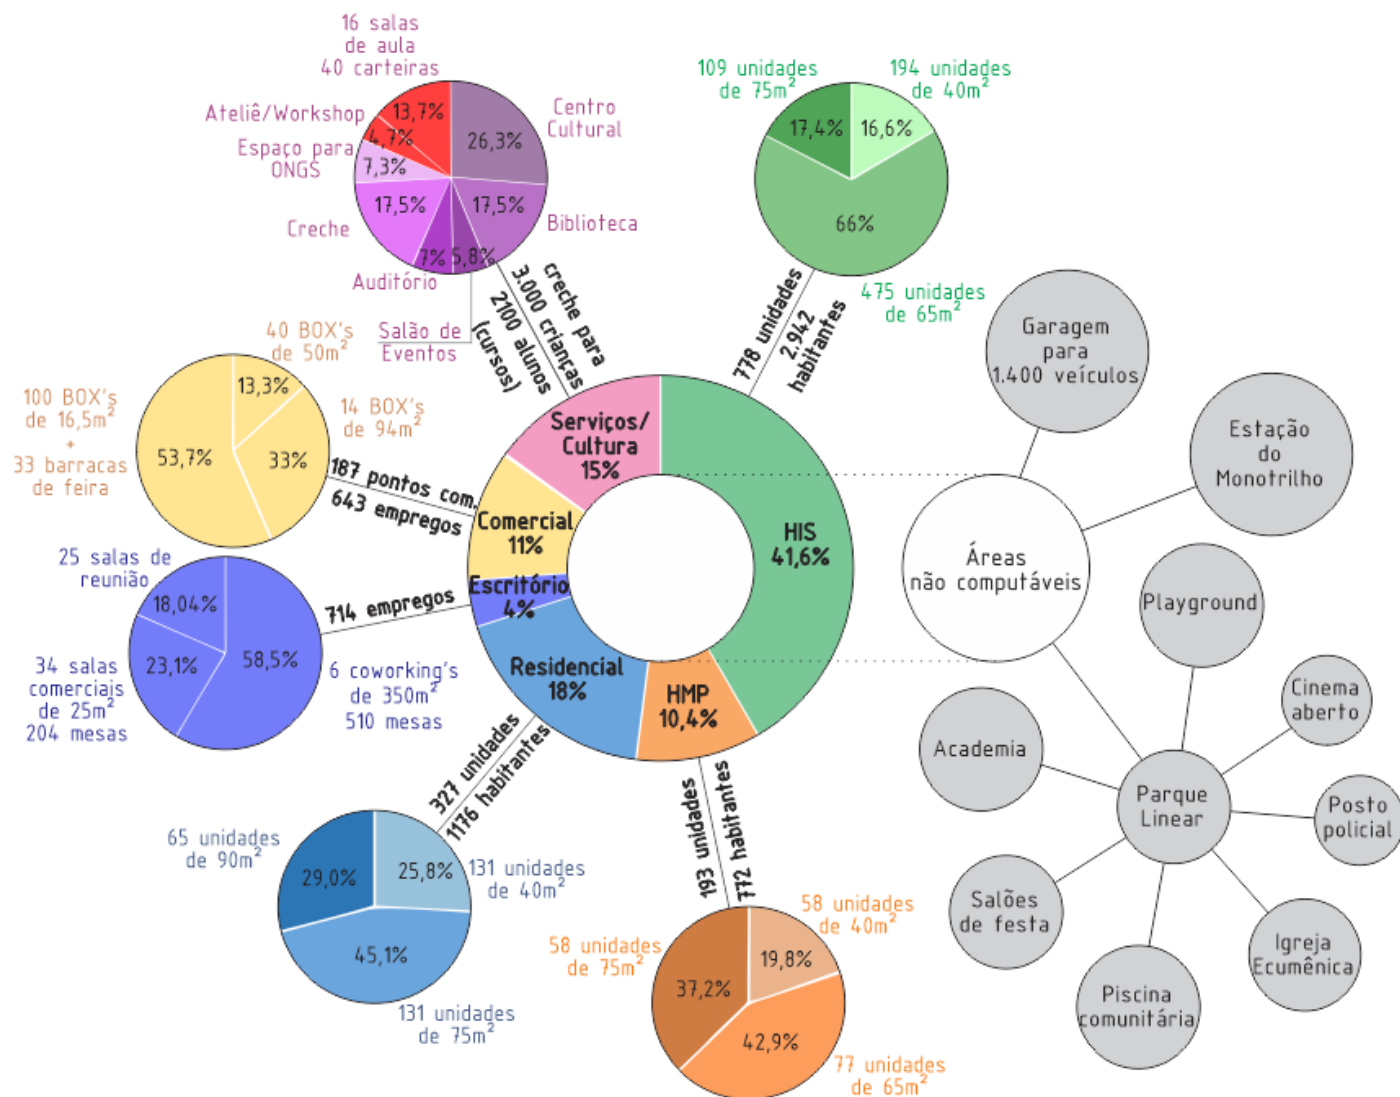 16 salas
de aula
40 carteiras
Ateliê/Workshop
Espaço para
ONGS
Creche
Auditório
Salão de
Eventos
Centro
Cultural
Biblioteca
13,7%
26,3%
4,7%
7,3%
17,5%
17,5%
7%
5,8%
creche para
3.000 crianças
2100 alunos
(cursos)
109 unidades
de 75m²
194 unidades
de 40m²
17,4%
16,6%
66%
475 unidades
de 65m²
778 unidades
2.942
habitantes
40 BOX's
de 50m²
100 BOX's
de 16,5m²
+
33 barracas
de feira
14 BOX's
de 94m²
13,3%
53,7%
33%
187 pontos com.
643 empregos
25 salas de
reunião
18,04%
23,1%
58,5%
34 salas
comerciais
de 25m²
204 mesas
6 coworking's
de 350m²
510 mesas
714 empregos
Serviços/
Cultura
15%
Comercial
11%
Escritório
4%
Residencial
18%
HMP
10,4%
HIS
41,6%
327 unidades
1176 habitantes
65 unidades
de 90m²
29,0%
25,8%
131 unidades
de 40m²
45,1%
131 unidades
de 75m²
193 unidades
772 habitantes
58 unidades
de 75m²
58 unidades
de 40m²
37,2%
19,8%
42,9%
77 unidades
de 65m²
Garagem
para
1.400 veículos
Estação
do
Monotrilho
Áreas
não computáveis
Playground
Cinema
aberto
Academia
Parque
Linear
Posto
policial
Salões
de festa
Igreja
Ecumênica
Piscina
comunitária